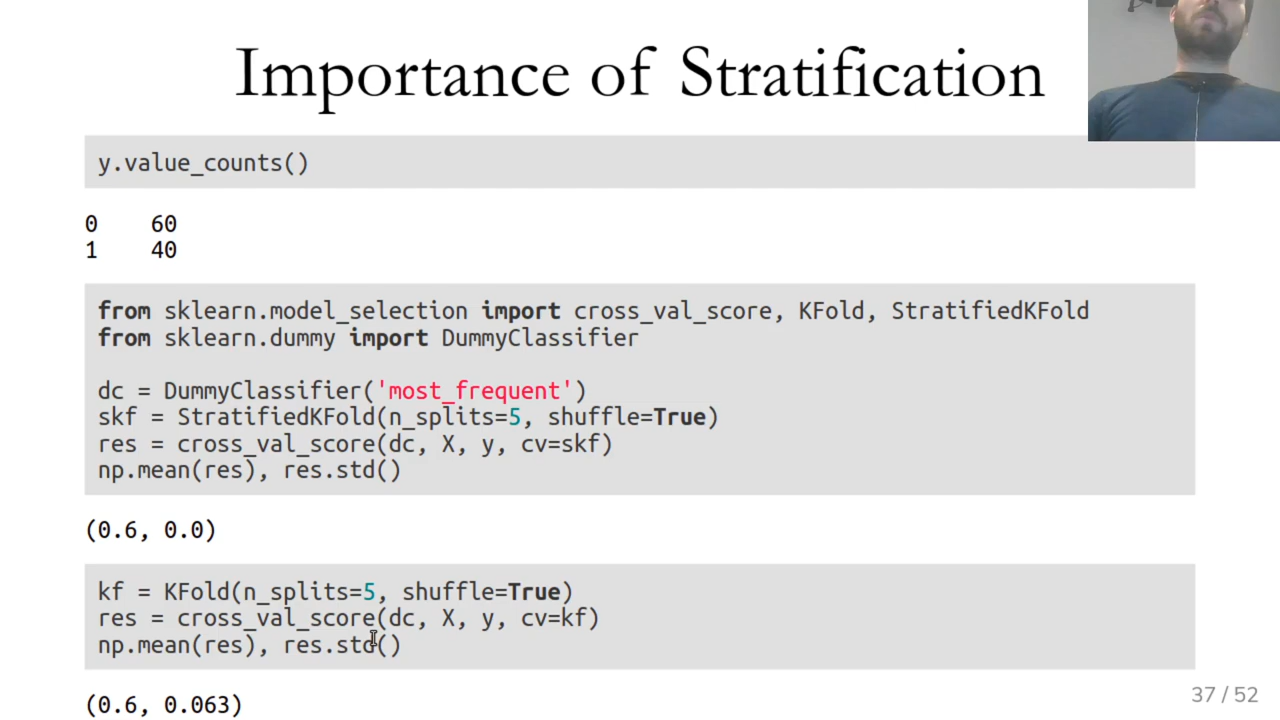 Importance of Stratification
y.value_counts()
0    60
1    40
from sklearn.model_selection import cross_val_score, KFold, StratifiedKFold
from sklearn.dummy import DummyClassifier
dc = DummyClassifier('most_frequent')
skf = StratifiedKFold(n_splits=5, shuffle=True)
res = cross_val_score(dc, X, y, cv=skf)
np.mean(res), res.std()
(0.6, 0.0)
kf = KFold(n_splits=5, shuffle=True)
res = cross_val_score(dc, X, y, cv=kf)
np.mean(res), res.std()
(0.6, 0.063)
37 / 52